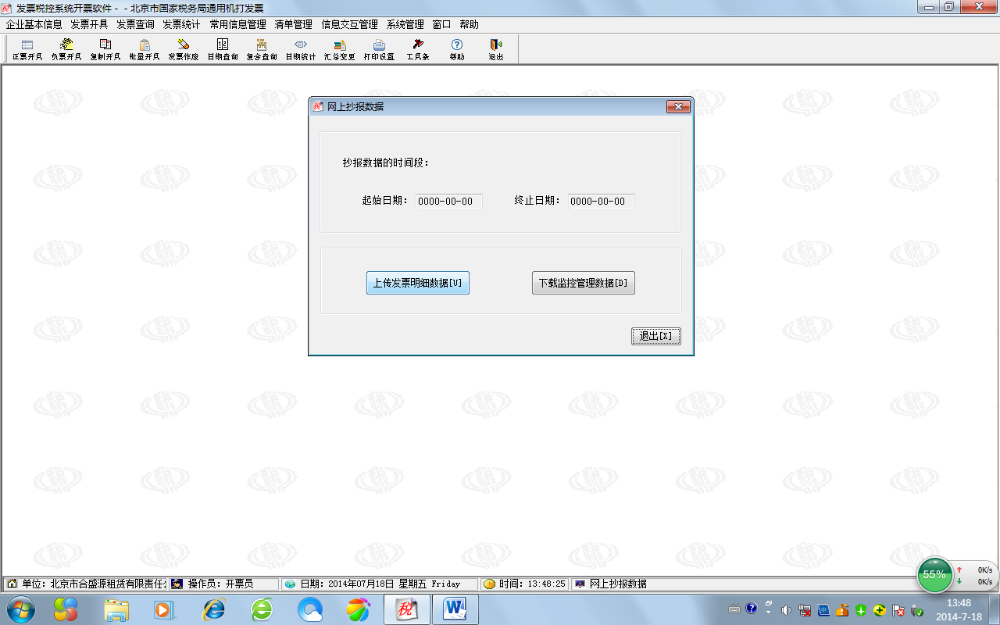 发票税控系统开票软件 - - 北京市国家税务局通用机打发票
企业基本信息 发票开具 发票查询 发票统计 常用信息管理 清单管理 信息交互管理 系统管理 窗口 帮助
正票开具 负票开具 复制开具 批量开具 发票作废 日期查询 复合查询 日期统计 汇总变更 打印设置 工具条 帮助 退出
网上抄报数据
抄报数据的时间段：
起始日期： 0000-00-00 终止日期： 0000-00-00
上传发票明细数据[U] 下载监控管理数据[D]
退出[X]
55% 0K/s
0K/s
单位：北京市合盛源租赁有限责任 操作员：开票员 日期：2014年07月18日 星期五 Friday 时间：13:48:25 网上抄报数据
13:48
2014-7-18